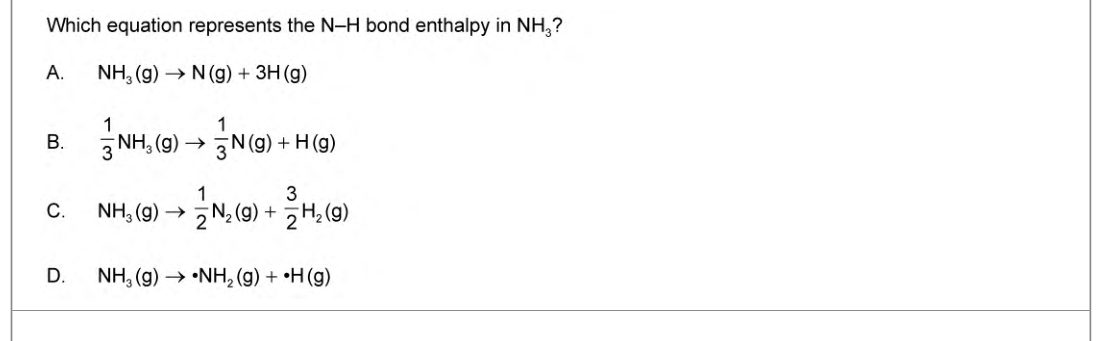 Which equation represents the N–H bond enthalpy in NH₃?
A. NH₃ (g) → N (g) + 3H (g)
B. 1/3 NH₃ (g) → 1/3 N (g) + H (g)
C. NH₃ (g) → 1/2 N₂ (g) + 3/2 H₂ (g)
D. NH₃ (g) → •NH₂ (g) + •H (g)